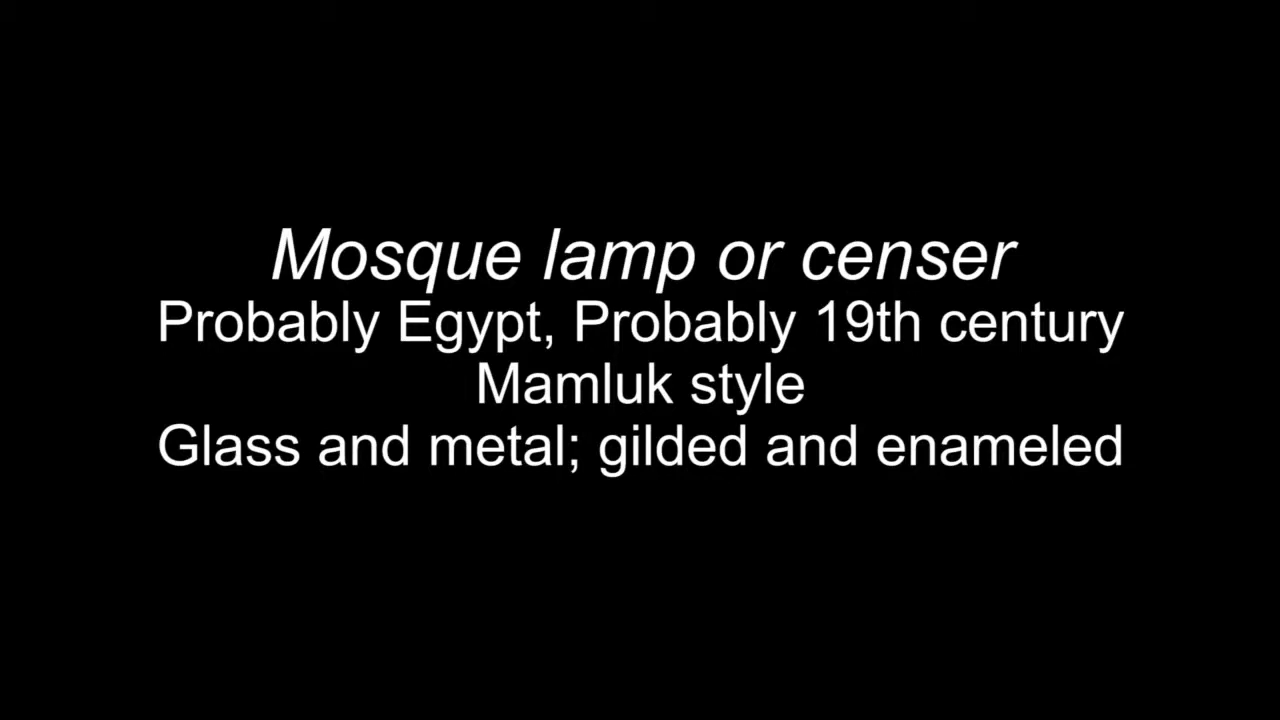 Mosque lamp or censer
Probably Egypt, Probably 19th century
Mamluk style
Glass and metal; gilded and enameled